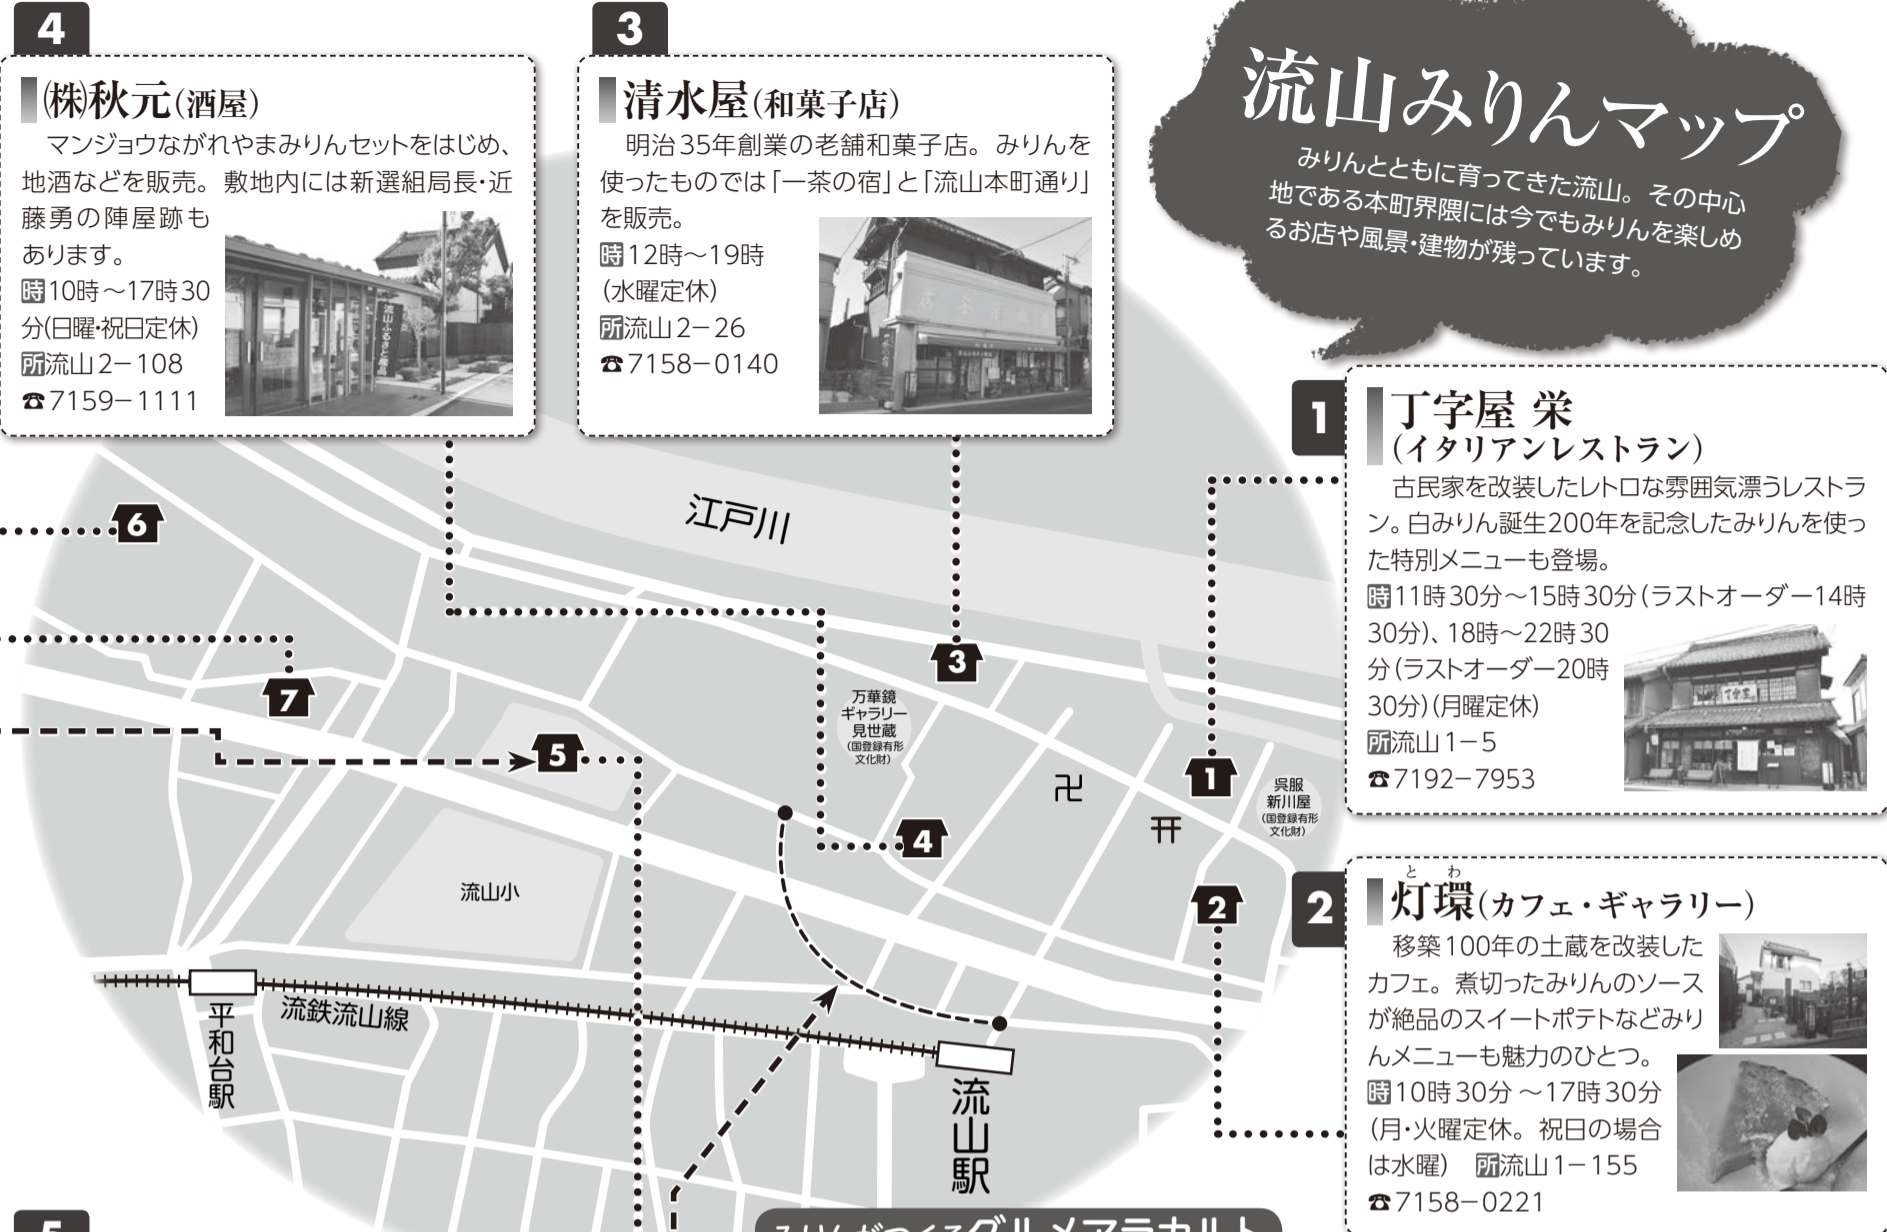 流山みりんマップ
みりんとともに育ってきた流山。その中心
地である本町界隈には今でもみりんを楽しめ
るお店や風景・建物が残っています。
1
丁字屋 栄
(イタリアンレストラン)
古民家を改装したレトロな雰囲気漂うレストラ
ン。白みりん誕生200年を記念したみりんを使っ
た特別メニューも登場。
時11時30分〜15時30分(ラストオーダー14時
30分)、18時〜22時30
分(ラストオーダー20時
30分)(月曜定休)
所流山1−5
☎7192−7953
2
とわ
灯環(カフェ・ギャラリー)
移築100年の土蔵を改装した
カフェ。煮切ったみりんのソース
が絶品のスイートポテトなどみり
んメニューも魅力のひとつ。
時10時30分〜17時30分
(月・火曜定休。祝日の場合
は水曜) 所流山1−155
☎7158−0221
3
清水屋(和菓子店)
明治35年創業の老舗和菓子店。みりんを
使ったものでは「一茶の宿」と「流山本町通り」
を販売。
時12時〜19時
(水曜定休)
所流山2−26
☎7158−0140
4
㈱秋元(酒屋)
マンジョウながれやまみりんセットをはじめ、
地酒などを販売。敷地内には新選組局長・近
藤勇の陣屋跡も
あります。
時10時〜17時30
分(日曜・祝日定休)
所流山2−108
☎7159−1111
江戸川
6
7
5
3
4
1
2
万華鏡
ギャラリー
見世蔵
(国登録有形
文化財)
卍
呉服
新川屋
(国登録有形
文化財)
流山小
平和台駅
流鉄流山線
流山駅
5
みりんがつくるグルメアラカルト